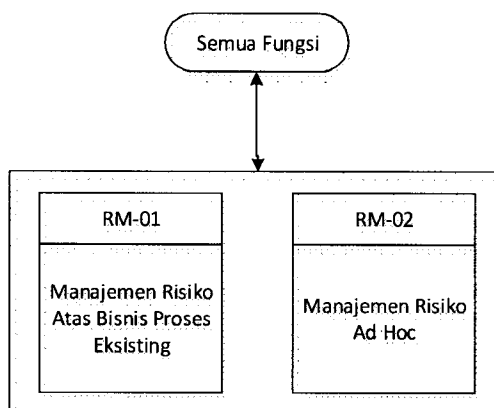 Semua Fungsi
RM-01
Manajemen Risiko
Atas Bisnis Proses
Eksisting
RM-02
Manajemen Risiko
Ad Hoc